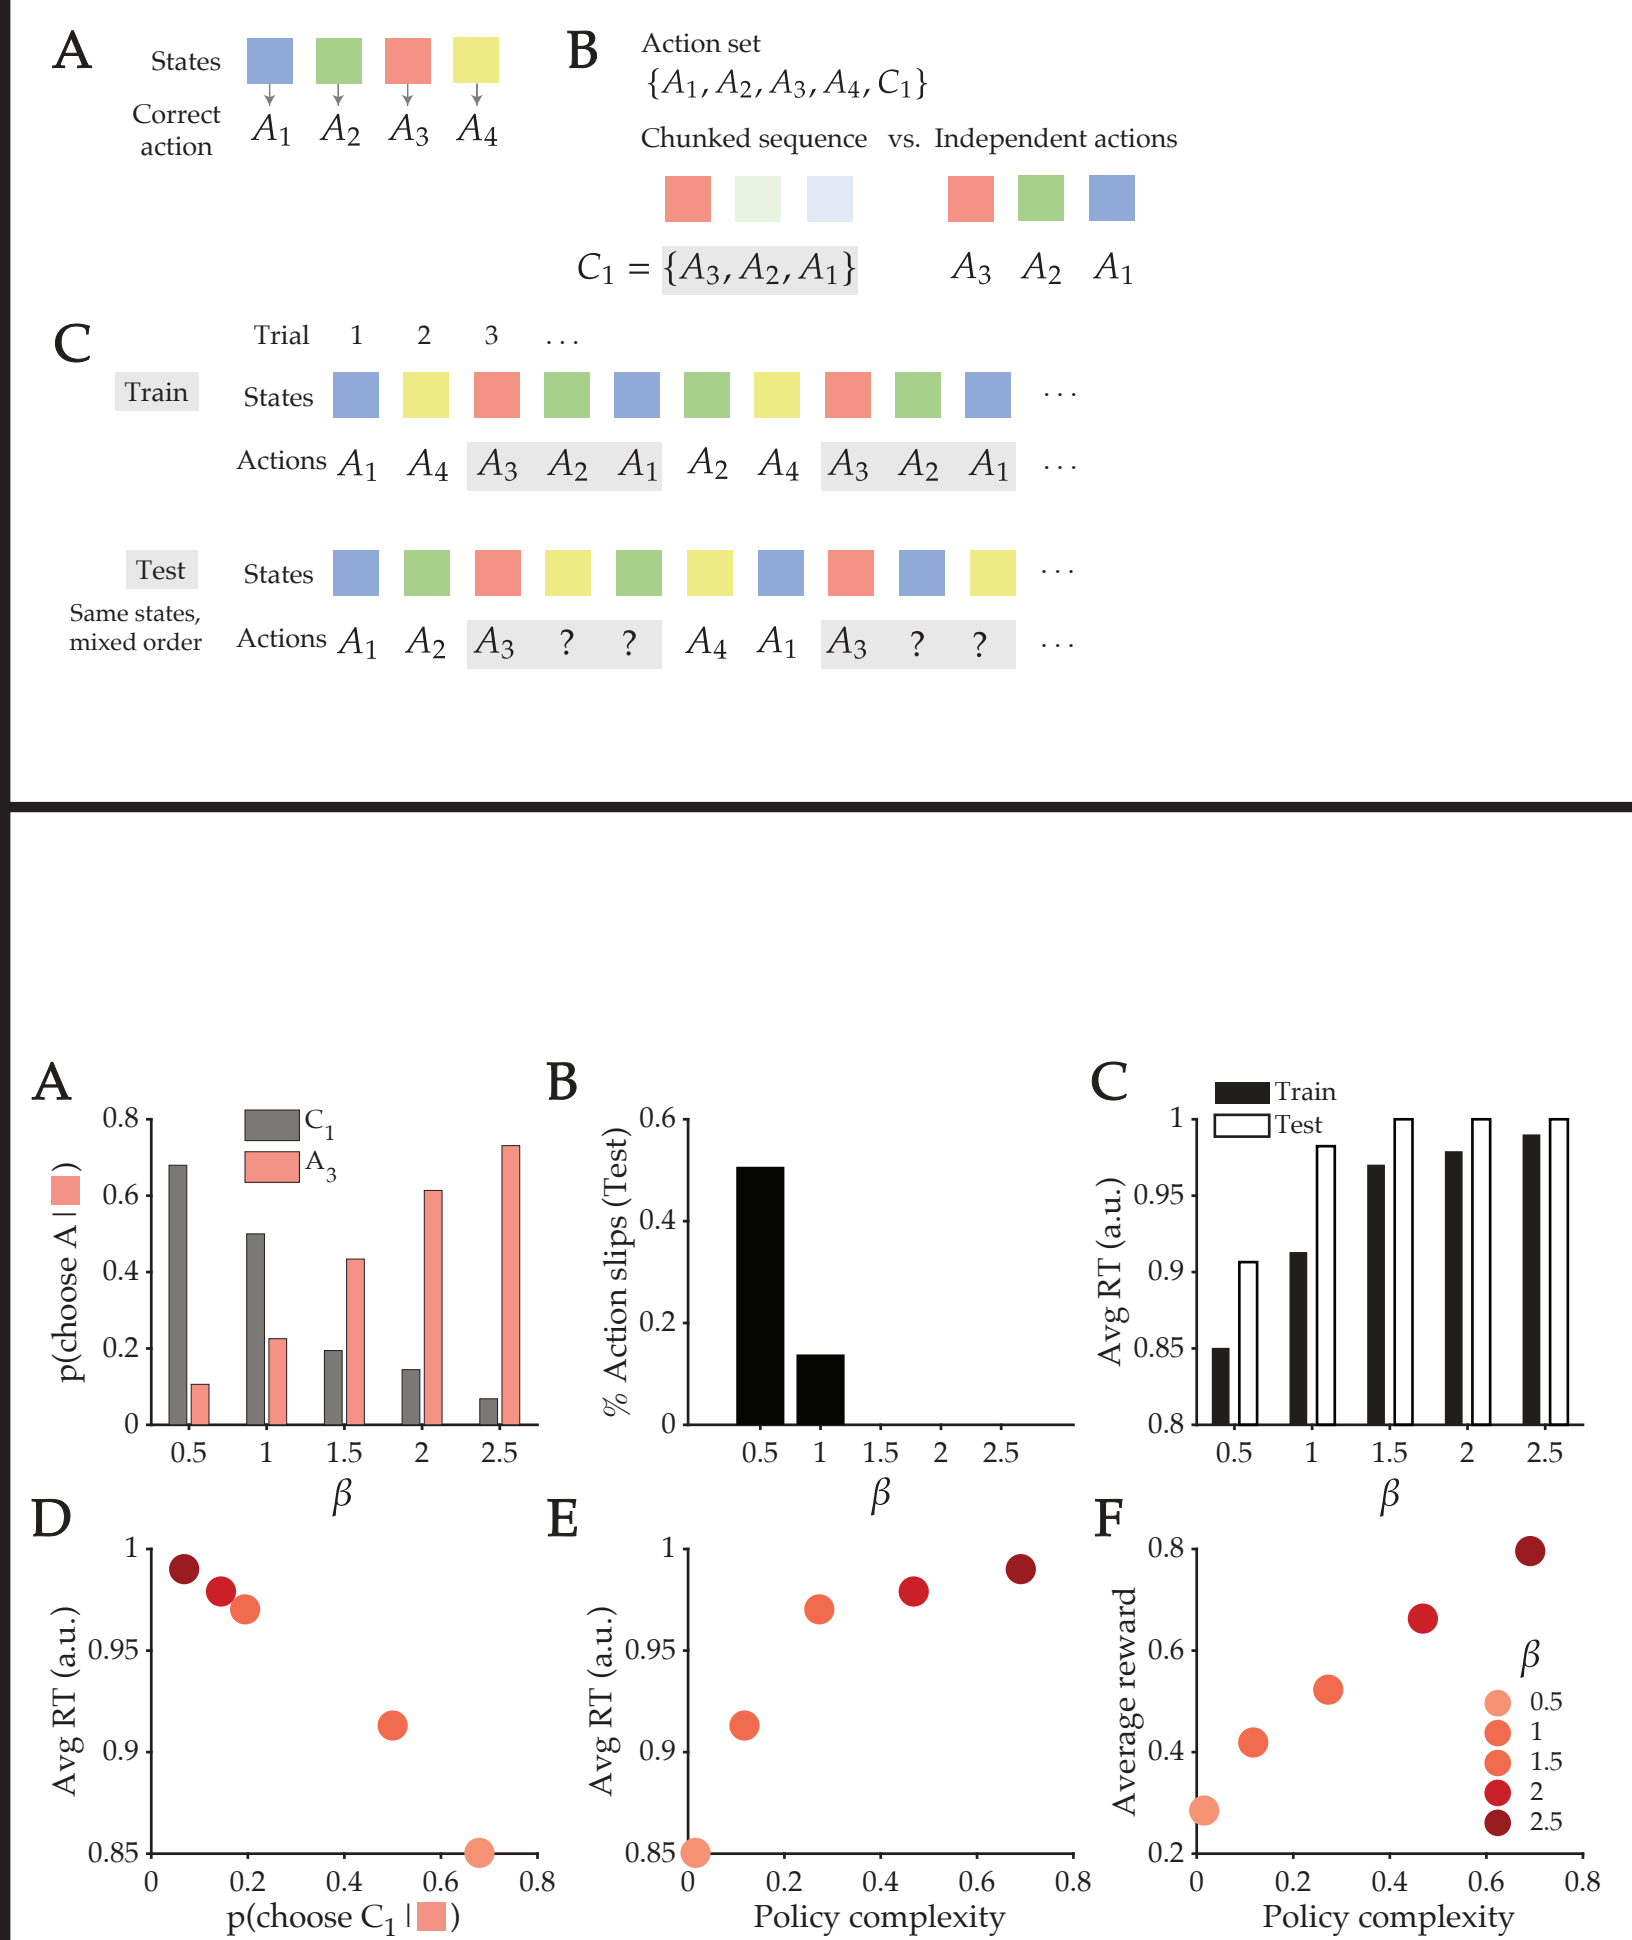 A
States
Correct
action
A1 A2 A3 A4
B
Action set
{A1, A2, A3, A4, C1}
Chunked sequence vs. Independent actions
C1 = {A3, A2, A1}
A3 A2 A1
C
Trial 1 2 3 ...
Train
States ...
Actions A1 A4 A3 A2 A1 A2 A4 A3 A2 A1 ...
Test
Same states,
mixed order
States ...
Actions A1 A2 A3 ? ? A4 A1 A3 ? ? ...
A
C1
A3
p(choose A | )
0.8
0.6
0.4
0.2
0
0.5 1 1.5 2 2.5
β
B
% Action slips (Test)
0.6
0.4
0.2
0
0.5 1 1.5 2 2.5
β
C
Train
Test
Avg RT (a.u.)
1
0.95
0.9
0.85
0.8
0.5 1 1.5 2 2.5
β
D
Avg RT (a.u.)
1
0.95
0.9
0.85
0 0.2 0.4 0.6 0.8
p(choose C1 | )
E
Avg RT (a.u.)
1
0.95
0.9
0.85
0 0.2 0.4 0.6 0.8
Policy complexity
F
Average reward
0.8
0.6
0.4
0.2
0 0.2 0.4 0.6 0.8
Policy complexity
β
0.5
1
1.5
2
2.5